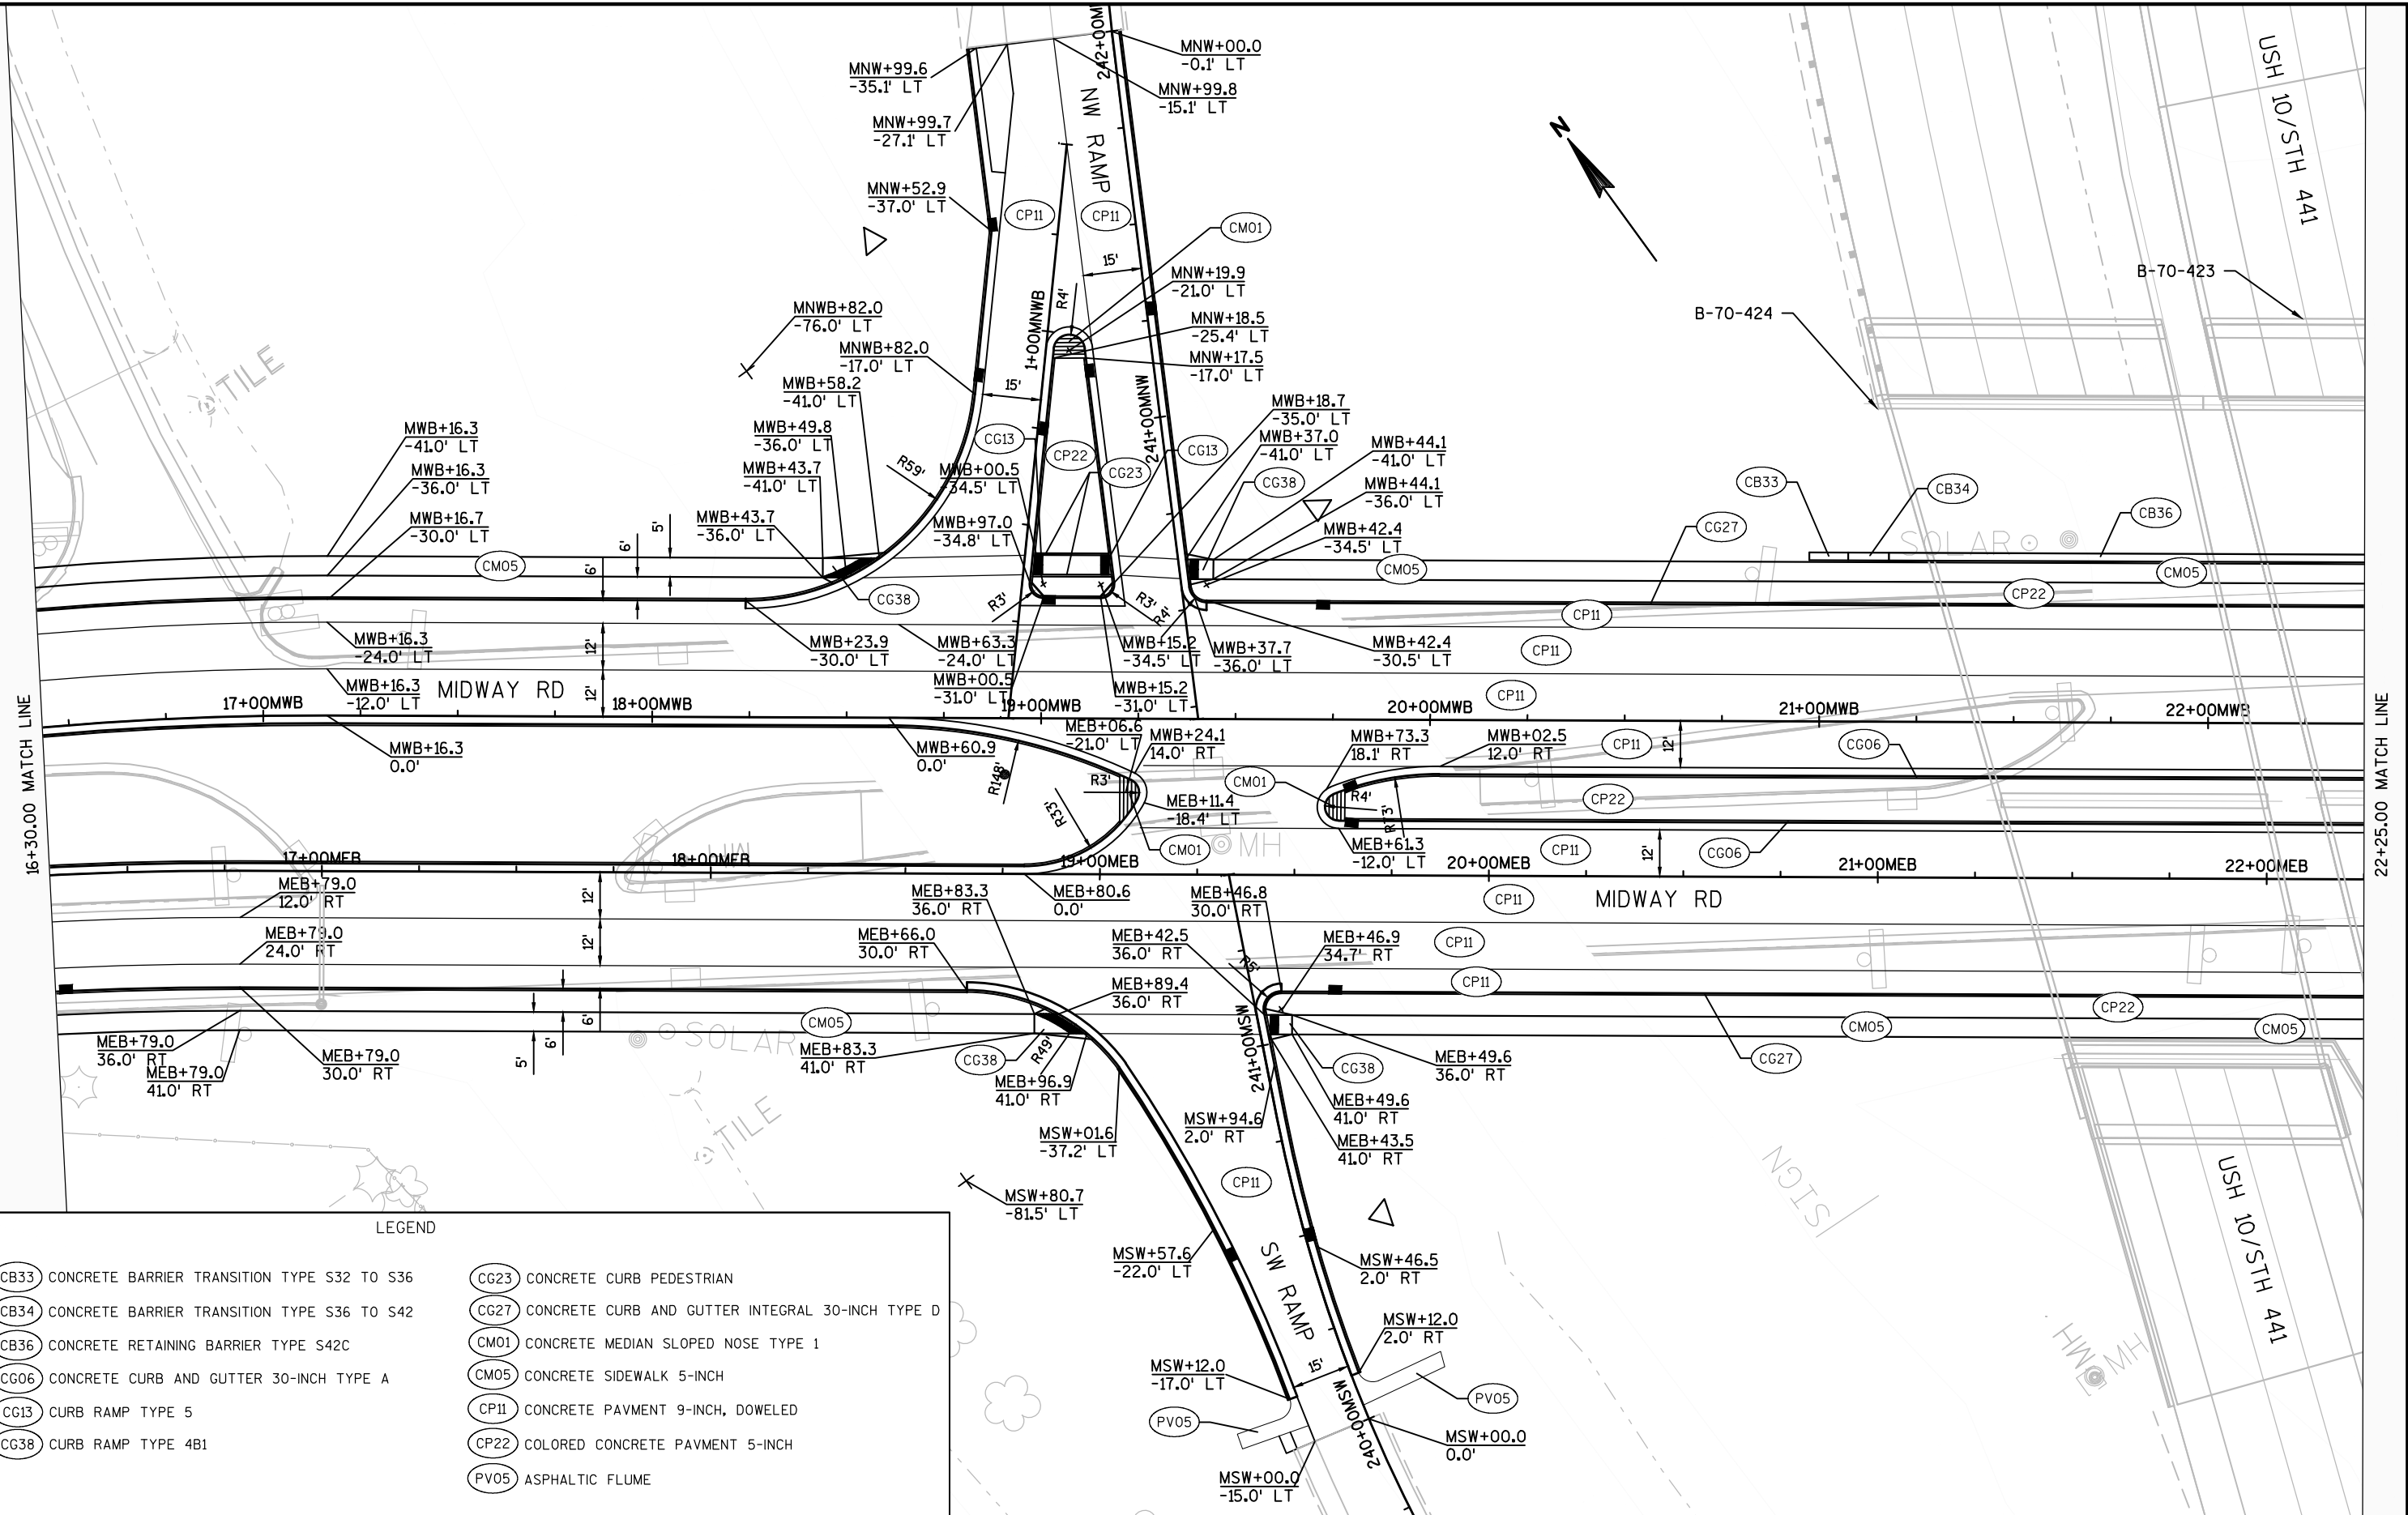 MNW+99.6
-35.1' LT
MNW+99.7
-27.1' LT
MNW+52.9
-37.0' LT
242+00M
NW RAMP
MNW+00.0
-0.1' LT
MNW+99.8
-15.1' LT
CP11
CP11
CM01
15'
MNW+19.9
-21.0' LT
MNW+18.5
-25.4' LT
MNW+17.5
-17.0' LT
N
USH 10/STH 441
B-70-423
B-70-424
TILE
MNWB+82.0
-76.0' LT
MNWB+82.0
-17.0' LT
1+00MNWB
R4'
15'
241+00MNW
MWB+58.2
-41.0' LT
MWB+49.8
-36.0' LT
MWB+43.7
-41.0' LT
MWB+43.7
-36.0' LT
R59'
CG13
CP22
CG23
CG13
MWB+00.5
-34.5' LT
MWB+97.0
-34.8' LT
MWB+18.7
-35.0' LT
MWB+37.0
-41.0' LT
CG38
MWB+44.1
-41.0' LT
MWB+44.1
-36.0' LT
MWB+42.4
-34.5' LT
MWB+16.3
-41.0' LT
MWB+16.3
-36.0' LT
MWB+16.7
-30.0' LT
CM05
5'
6'
6'
CG38
R3'
R3'
R4'
CM05
CG27
CB33
CB34
CB36
SOLAR
CM05
CP22
CP11
CP11
MWB+16.3
-24.0' LT
MWB+16.3
-12.0' LT
12'
12'
MWB+23.9
-30.0' LT
MWB+63.3
-24.0' LT
MWB+00.5
-31.0' LT
MWB+15.2
-34.5' LT
MWB+15.2
-31.0' LT
MWB+37.7
-36.0' LT
MWB+42.4
-30.5' LT
CP11
MIDWAY RD
17+00MWB
18+00MWB
19+00MWB
20+00MWB
21+00MWB
22+00MWB
16+30.00 MATCH LINE
22+25.00 MATCH LINE
MWB+16.3
0.0'
MWB+60.9
0.0'
MEB+06.6
-21.0' LT
MWB+24.1
14.0' RT
MWB+73.3
18.1' RT
MWB+02.5
12.0' RT
CP11
12'
CG06
R148'
R3'
R33'
CM01
MEB+11.4
-18.4' LT
R4'
R73'
CP22
MH
CM01
MEB+61.3
-12.0' LT
CP11
12'
CG06
17+00MEB
18+00MEB
HW
19+00MEB
20+00MEB
21+00MEB
22+00MEB
MIDWAY RD
MEB+79.0
12.0' RT
MEB+79.0
24.0' RT
12'
12'
MEB+83.3
36.0' RT
MEB+80.6
0.0'
MEB+46.8
30.0' RT
CP11
MEB+66.0
30.0' RT
MEB+42.5
36.0' RT
MEB+46.9
34.7' RT
CP11
R5'
MEB+89.4
36.0' RT
CP11
CP22
MEB+79.0
36.0' RT
MEB+79.0
41.0' RT
MEB+79.0
30.0' RT
5'
6'
6'
SOLAR
CM05
MEB+83.3
41.0' RT
CG38
R49'
MEB+96.9
41.0' RT
241+00MSW
CG38
MEB+49.6
36.0' RT
CG27
CM05
CM05
MEB+49.6
41.0' RT
MEB+43.5
41.0' RT
MSW+94.6
2.0' RT
MSW+01.6
-37.2' LT
TILE
CP11
MSW+80.7
-81.5' LT
SIGN
MSW+57.6
-22.0' LT
SW RAMP
MSW+46.5
2.0' RT
MSW+12.0
2.0' RT
MSW+12.0
-17.0' LT
15'
240+00MSW
PV05
PV05
MSW+00.0
0.0'
MSW+00.0
-15.0' LT
HW
MH
USH 10/STH 441
LEGEND
CB33 CONCRETE BARRIER TRANSITION TYPE S32 TO S36
CB34 CONCRETE BARRIER TRANSITION TYPE S36 TO S42
CB36 CONCRETE RETAINING BARRIER TYPE S42C
CG06 CONCRETE CURB AND GUTTER 30-INCH TYPE A
CG13 CURB RAMP TYPE 5
CG38 CURB RAMP TYPE 4B1
CG23 CONCRETE CURB PEDESTRIAN
CG27 CONCRETE CURB AND GUTTER INTEGRAL 30-INCH TYPE D
CM01 CONCRETE MEDIAN SLOPED NOSE TYPE 1
CM05 CONCRETE SIDEWALK 5-INCH
CP11 CONCRETE PAVMENT 9-INCH, DOWELED
CP22 COLORED CONCRETE PAVMENT 5-INCH
PV05 ASPHALTIC FLUME